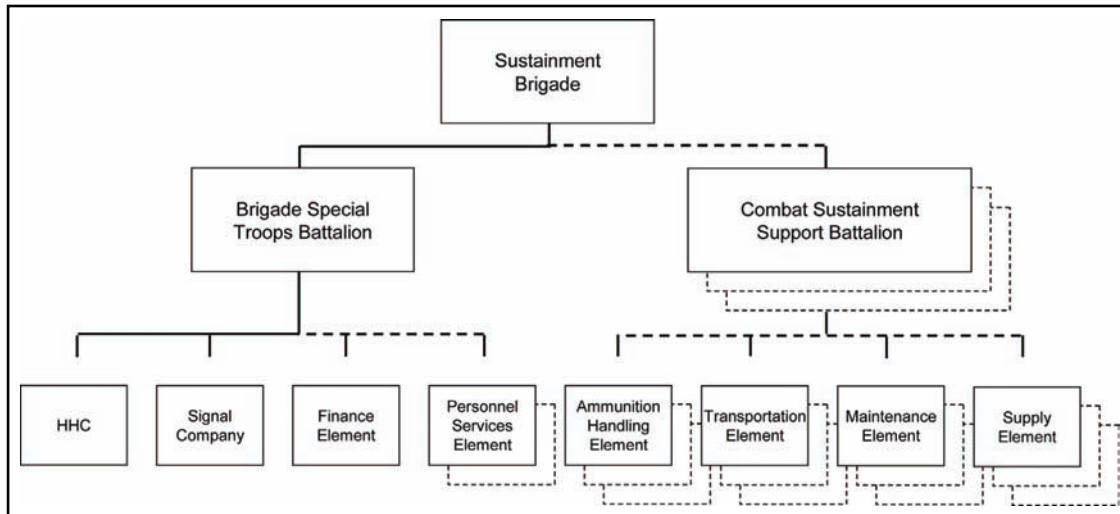 Sustainment
Brigade
Brigade Special
Troops Battalion
Combat Sustainment
Support Battalion
HHC
Signal
Company
Finance
Element
Personnel
Services
Element
Ammunition
Handling
Element
Transportation
Element
Maintenance
Element
Supply
Element